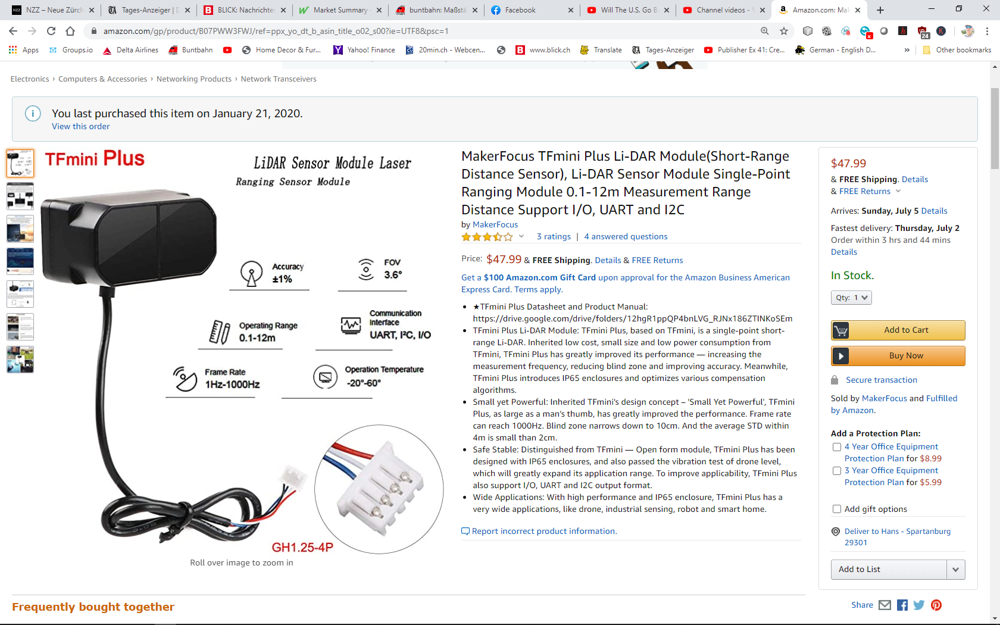 NZZ – Neue Zürch
Tages-Anzeiger | D
BLICK: Nachrichten
Market Summary -
buntbahn: Maßstä
Facebook
Will The U.S. Go B
Channel videos - Y
Amazon.com: Mak
amazon.com/gp/product/B07PWW3FWJ/ref=ppx_yo_dt_b_asin_title_o02_s00?ie=UTF8&psc=1
24
Apps
Groups.io
Delta Airlines
Buntbahn
Home Decor & Fur...
Yahoo! Finance
20min.ch - Webcen...
www.blick.ch
Translate
Tages-Anzeiger
Publisher Ex 41: Cre...
German - English D...
»
Other bookmarks
Electronics › Computers & Accessories › Networking Products › Network Transceivers
You last purchased this item on January 21, 2020.
View this order
TFmini Plus
LiDAR Sensor Module Laser
Ranging Sensor Module
Accuracy
±1%
FOV
3.6°
Operating Range
0.1-12m
Communication
Interface
UART, I²C, I/O
Frame Rate
1Hz-1000Hz
Operation Temperature
-20°-60°
GH1.25-4P
Roll over image to zoom in
MakerFocus TFmini Plus Li-DAR Module(Short-Range
Distance Sensor), Li-DAR Sensor Module Single-Point
Ranging Module 0.1-12m Measurement Range
Distance Support I/O, UART and I2C
by MakerFocus
3 ratings | 4 answered questions
Price: $47.99 & FREE Shipping. Details & FREE Returns
Get a $100 Amazon.com Gift Card upon approval for the Amazon Business American
Express Card. Terms apply.
• ★TFmini Plus Datasheet and Product Manual:
https://drive.google.com/drive/folders/12hgR1ppQP4bnLVG_RJNx186ZTINKoSEm
• TFmini Plus Li-DAR Module: TFmini Plus, based on TFmini, is a single-point short-
range Li-DAR. Inherited low cost, small size and low power consumption from
TFmini, TFmini Plus has greatly improved its performance — increasing the
measurement frequency, reducing blind zone and improving accuracy. Meanwhile,
TFmini Plus introduces IP65 enclosures and optimizes various compensation
algorithms.
• Small yet Powerful: Inherited TFmini's design concept – 'Small Yet Powerful', TFmini
Plus, as large as a man's thumb, has greatly improved the performance. Frame rate
can reach 1000Hz. Blind zone narrows down to 10cm. And the average STD within
4m is small than 2cm.
• Safe Stable: Distinguished from TFmini — Open form module, TFmini Plus has been
designed with IP65 enclosures, and also passed the vibration test of drone level,
which will greatly expand its application range. To improve applicability, TFmini Plus
also support I/O, UART and I2C output format.
• Wide Applications: With high performance and IP65 enclosure, TFmini Plus has a
very wide applications, like drone, industrial sensing, robot and smart home.
Report incorrect product information.
$47.99
& FREE Shipping. Details
& FREE Returns
Arrives: Sunday, July 5 Details
Fastest delivery: Thursday, July 2
Order within 3 hrs and 44 mins
Details
In Stock.
Qty: 1
Add to Cart
Buy Now
Secure transaction
Sold by MakerFocus and Fulfilled
by Amazon.
Add a Protection Plan:
4 Year Office Equipment
Protection Plan for $8.99
3 Year Office Equipment
Protection Plan for $5.99
Add gift options
Deliver to Hans - Spartanburg
29301
Add to List
Share
Frequently bought together